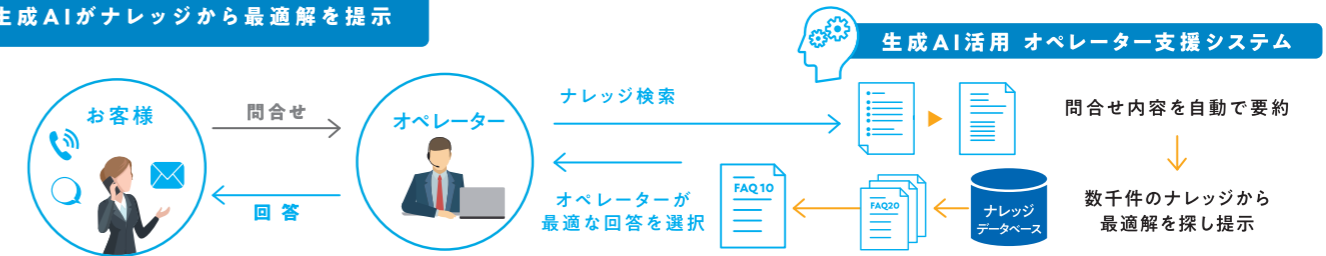 生成AIがナレッジから最適解を提示
生成AI活用 オペレーター支援システム
お客様
問合せ
回答
オペレーター
ナレッジ検索
オペレーターが
最適な回答を選択
FAQ10
FAQ20
ナレッジ
データベース
問合せ内容を自動で要約
数千件のナレッジから
最適解を探し提示